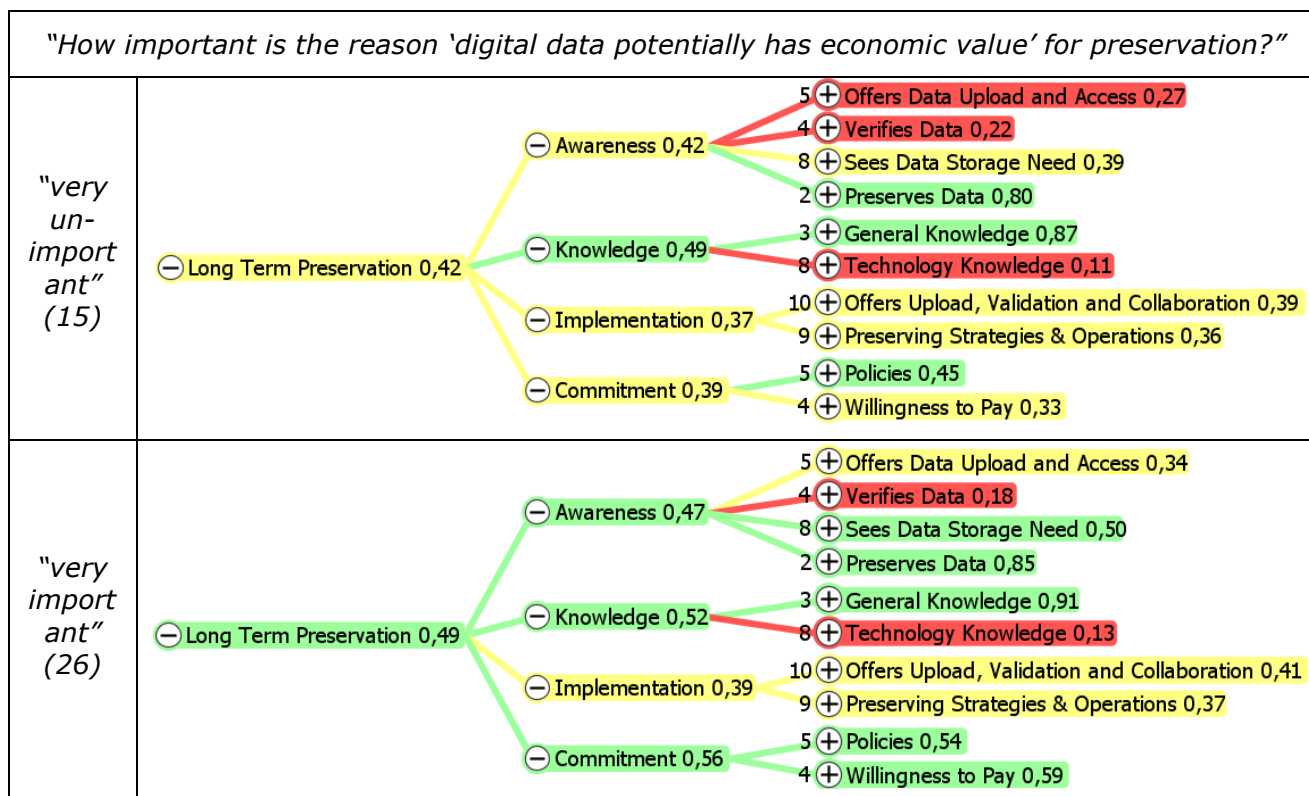 “How important is the reason ‘digital data potentially has economic value’ for preservation?”
“very
un-
import
ant”
(15)
Long Term Preservation 0,42
Awareness 0,42
5 Offers Data Upload and Access 0,27
4 Verifies Data 0,22
8 Sees Data Storage Need 0,39
2 Preserves Data 0,80
Knowledge 0,49
3 General Knowledge 0,87
8 Technology Knowledge 0,11
Implementation 0,37
10 Offers Upload, Validation and Collaboration 0,39
9 Preserving Strategies & Operations 0,36
Commitment 0,39
5 Policies 0,45
4 Willingness to Pay 0,33
“very
import
ant”
(26)
Long Term Preservation 0,49
Awareness 0,47
5 Offers Data Upload and Access 0,34
4 Verifies Data 0,18
8 Sees Data Storage Need 0,50
2 Preserves Data 0,85
Knowledge 0,52
3 General Knowledge 0,91
8 Technology Knowledge 0,13
Implementation 0,39
10 Offers Upload, Validation and Collaboration 0,41
9 Preserving Strategies & Operations 0,37
Commitment 0,56
5 Policies 0,54
4 Willingness to Pay 0,59